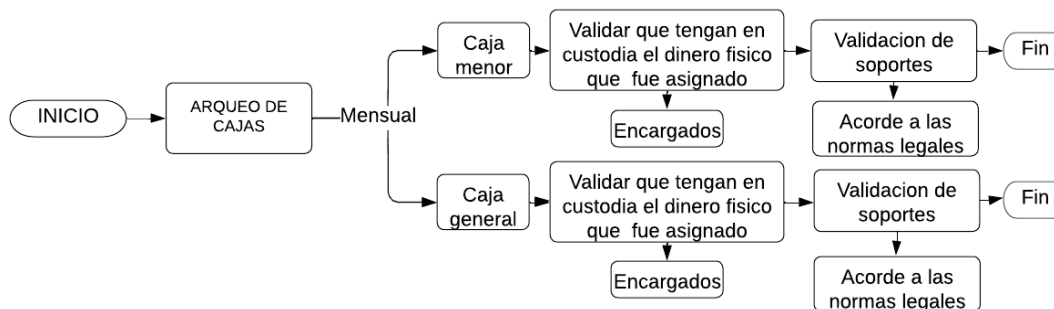 INICIO
ARQUEO DE
CAJAS
Mensual
Caja
menor
Validar que tengan en
custodia el dinero fisico
que fue asignado
Encargados
Validacion de
soportes
Acorde a las
normas legales
Fin
Caja
general
Validar que tengan en
custodia el dinero fisico
que fue asignado
Encargados
Validacion de
soportes
Acorde a las
normas legales
Fin